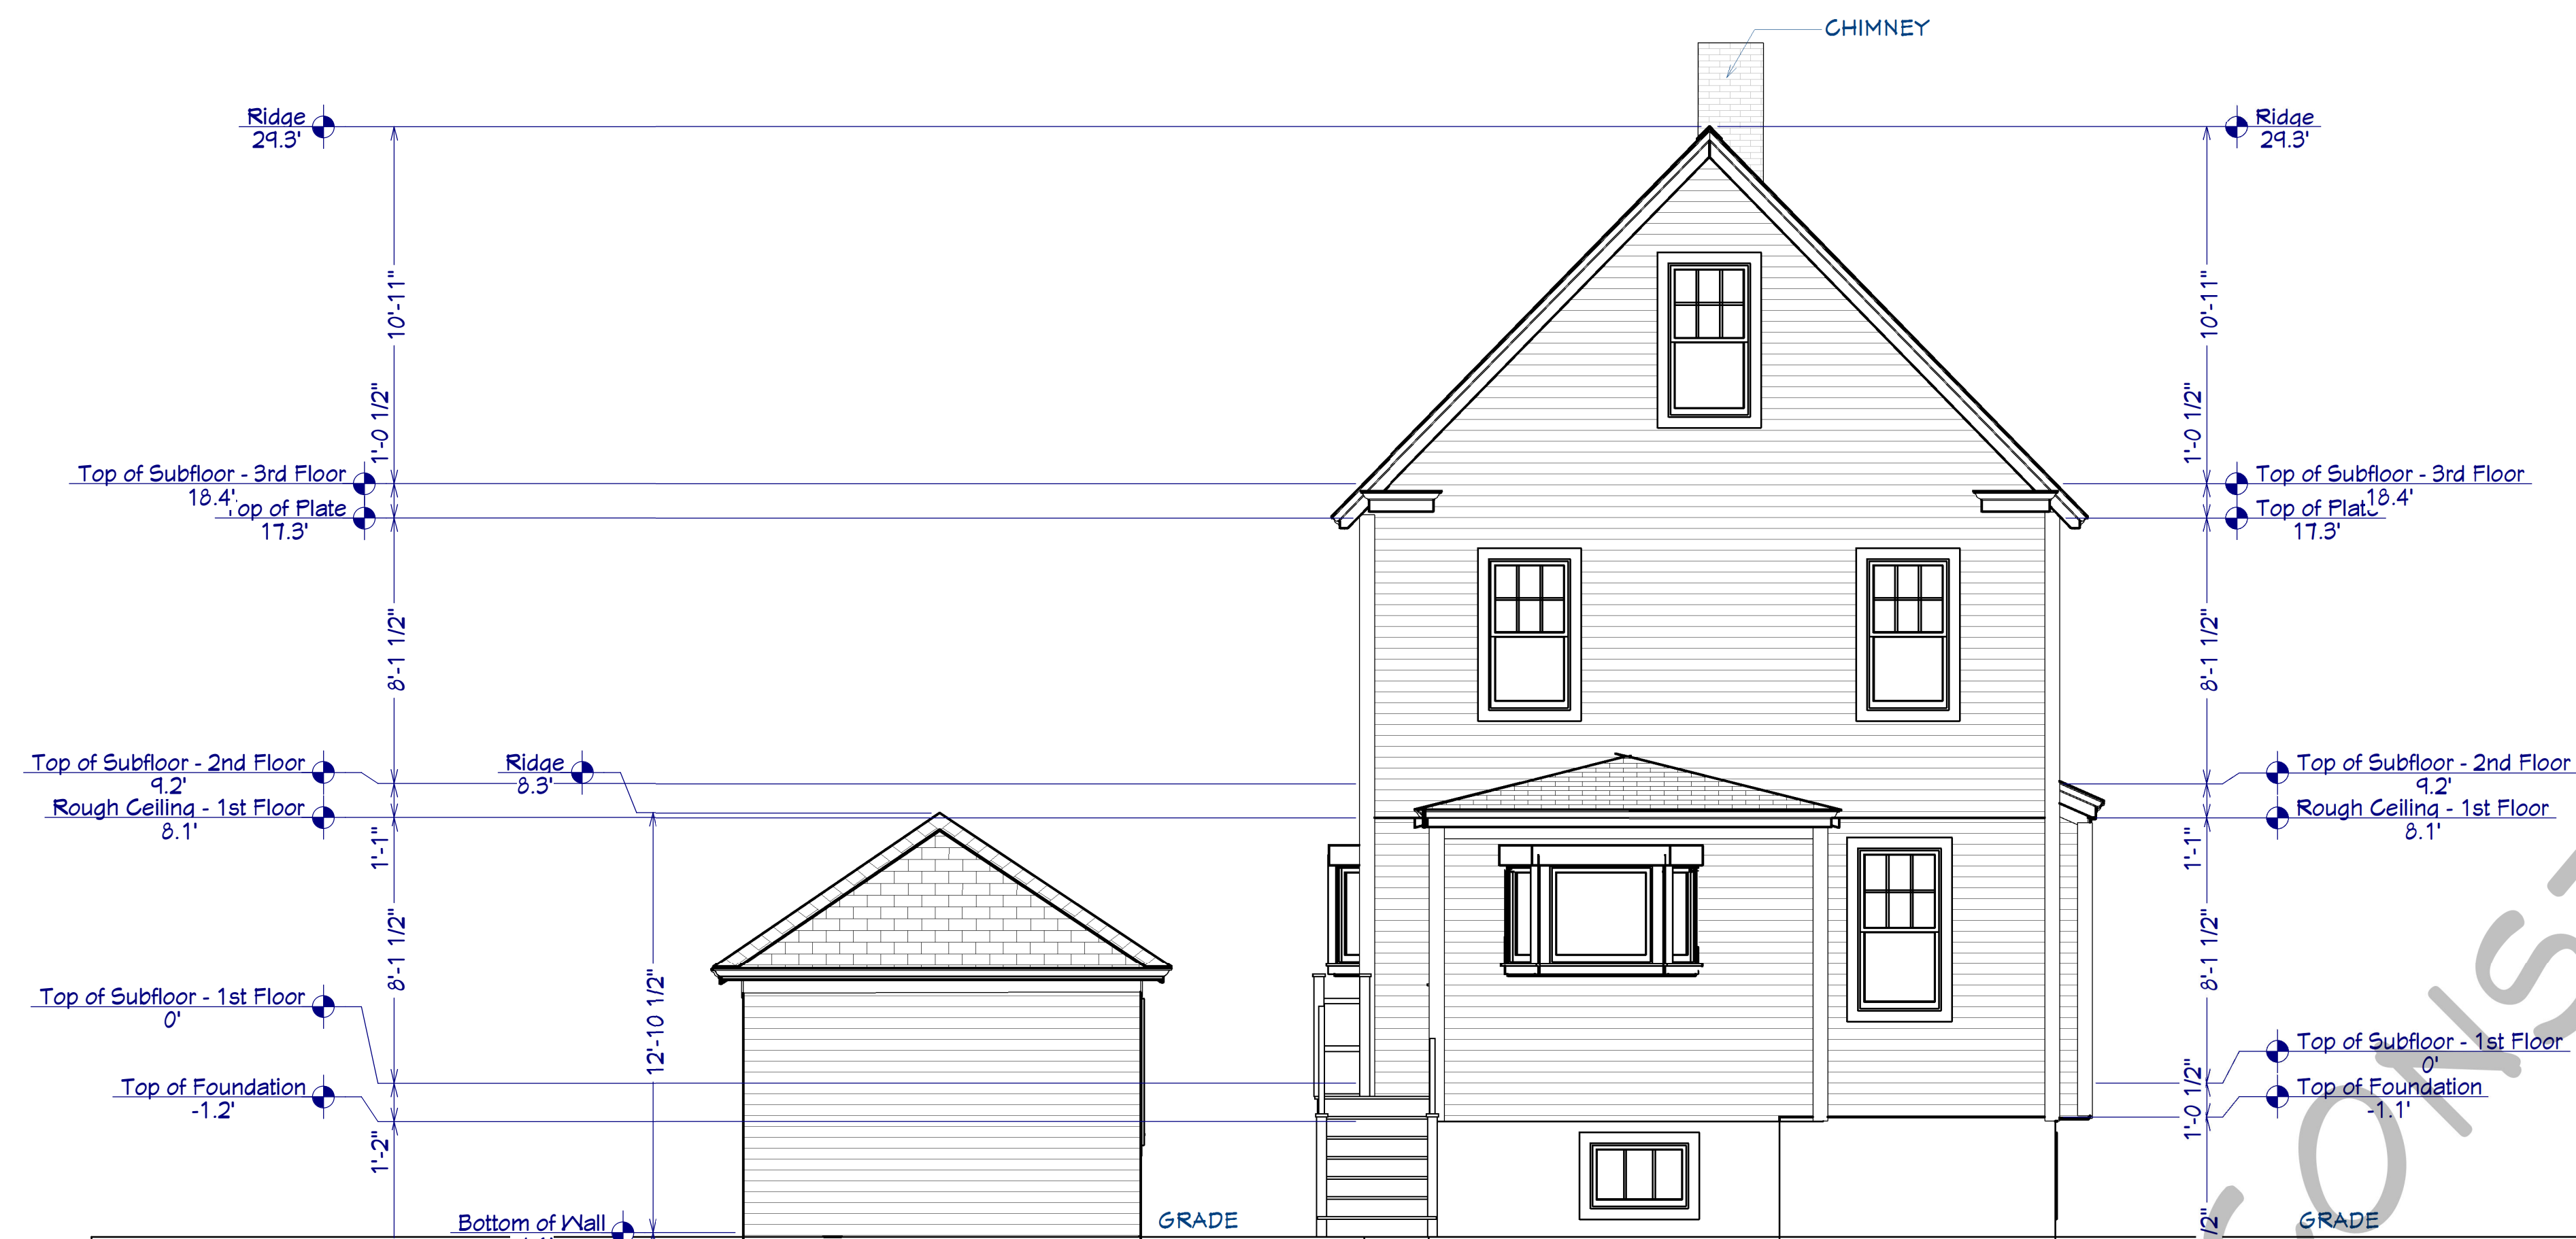 CHIMNEY
Ridge
29.3'
Ridge
29.3'
10'-11"
10'-11"
1'-0 1/2"
1'-0 1/2"
Top of Subfloor - 3rd Floor
18.4'
Top of Subfloor - 3rd Floor
18.4'
op of Plate
17.3'
Top of Plat
17.3'
8'-1 1/2"
8'-1 1/2"
Top of Subfloor - 2nd Floor
9.2'
Ridge
8.3'
Top of Subfloor - 2nd Floor
9.2'
Rough Ceiling - 1st Floor
8.1'
Rough Ceiling - 1st Floor
8.1'
1'-1"
1'-1"
8'-1 1/2"
8'-1 1/2"
12'-10 1/2"
Top of Subfloor - 1st Floor
0'
Top of Subfloor - 1st Floor
0'
Top of Foundation
-1.2'
Top of Foundation
-1.1'
1'-2"
1'-0 1/2"
Bottom of Wall
GRADE
GRADE
/2"
CONST